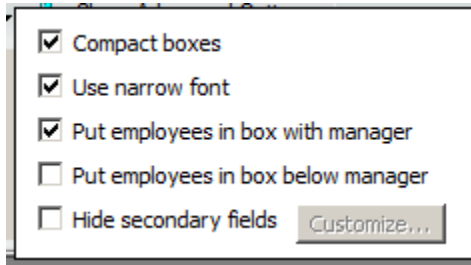 Compact boxes
Use narrow font
Put employees in box with manager
Put employees in box below manager
Hide secondary fields Customize...